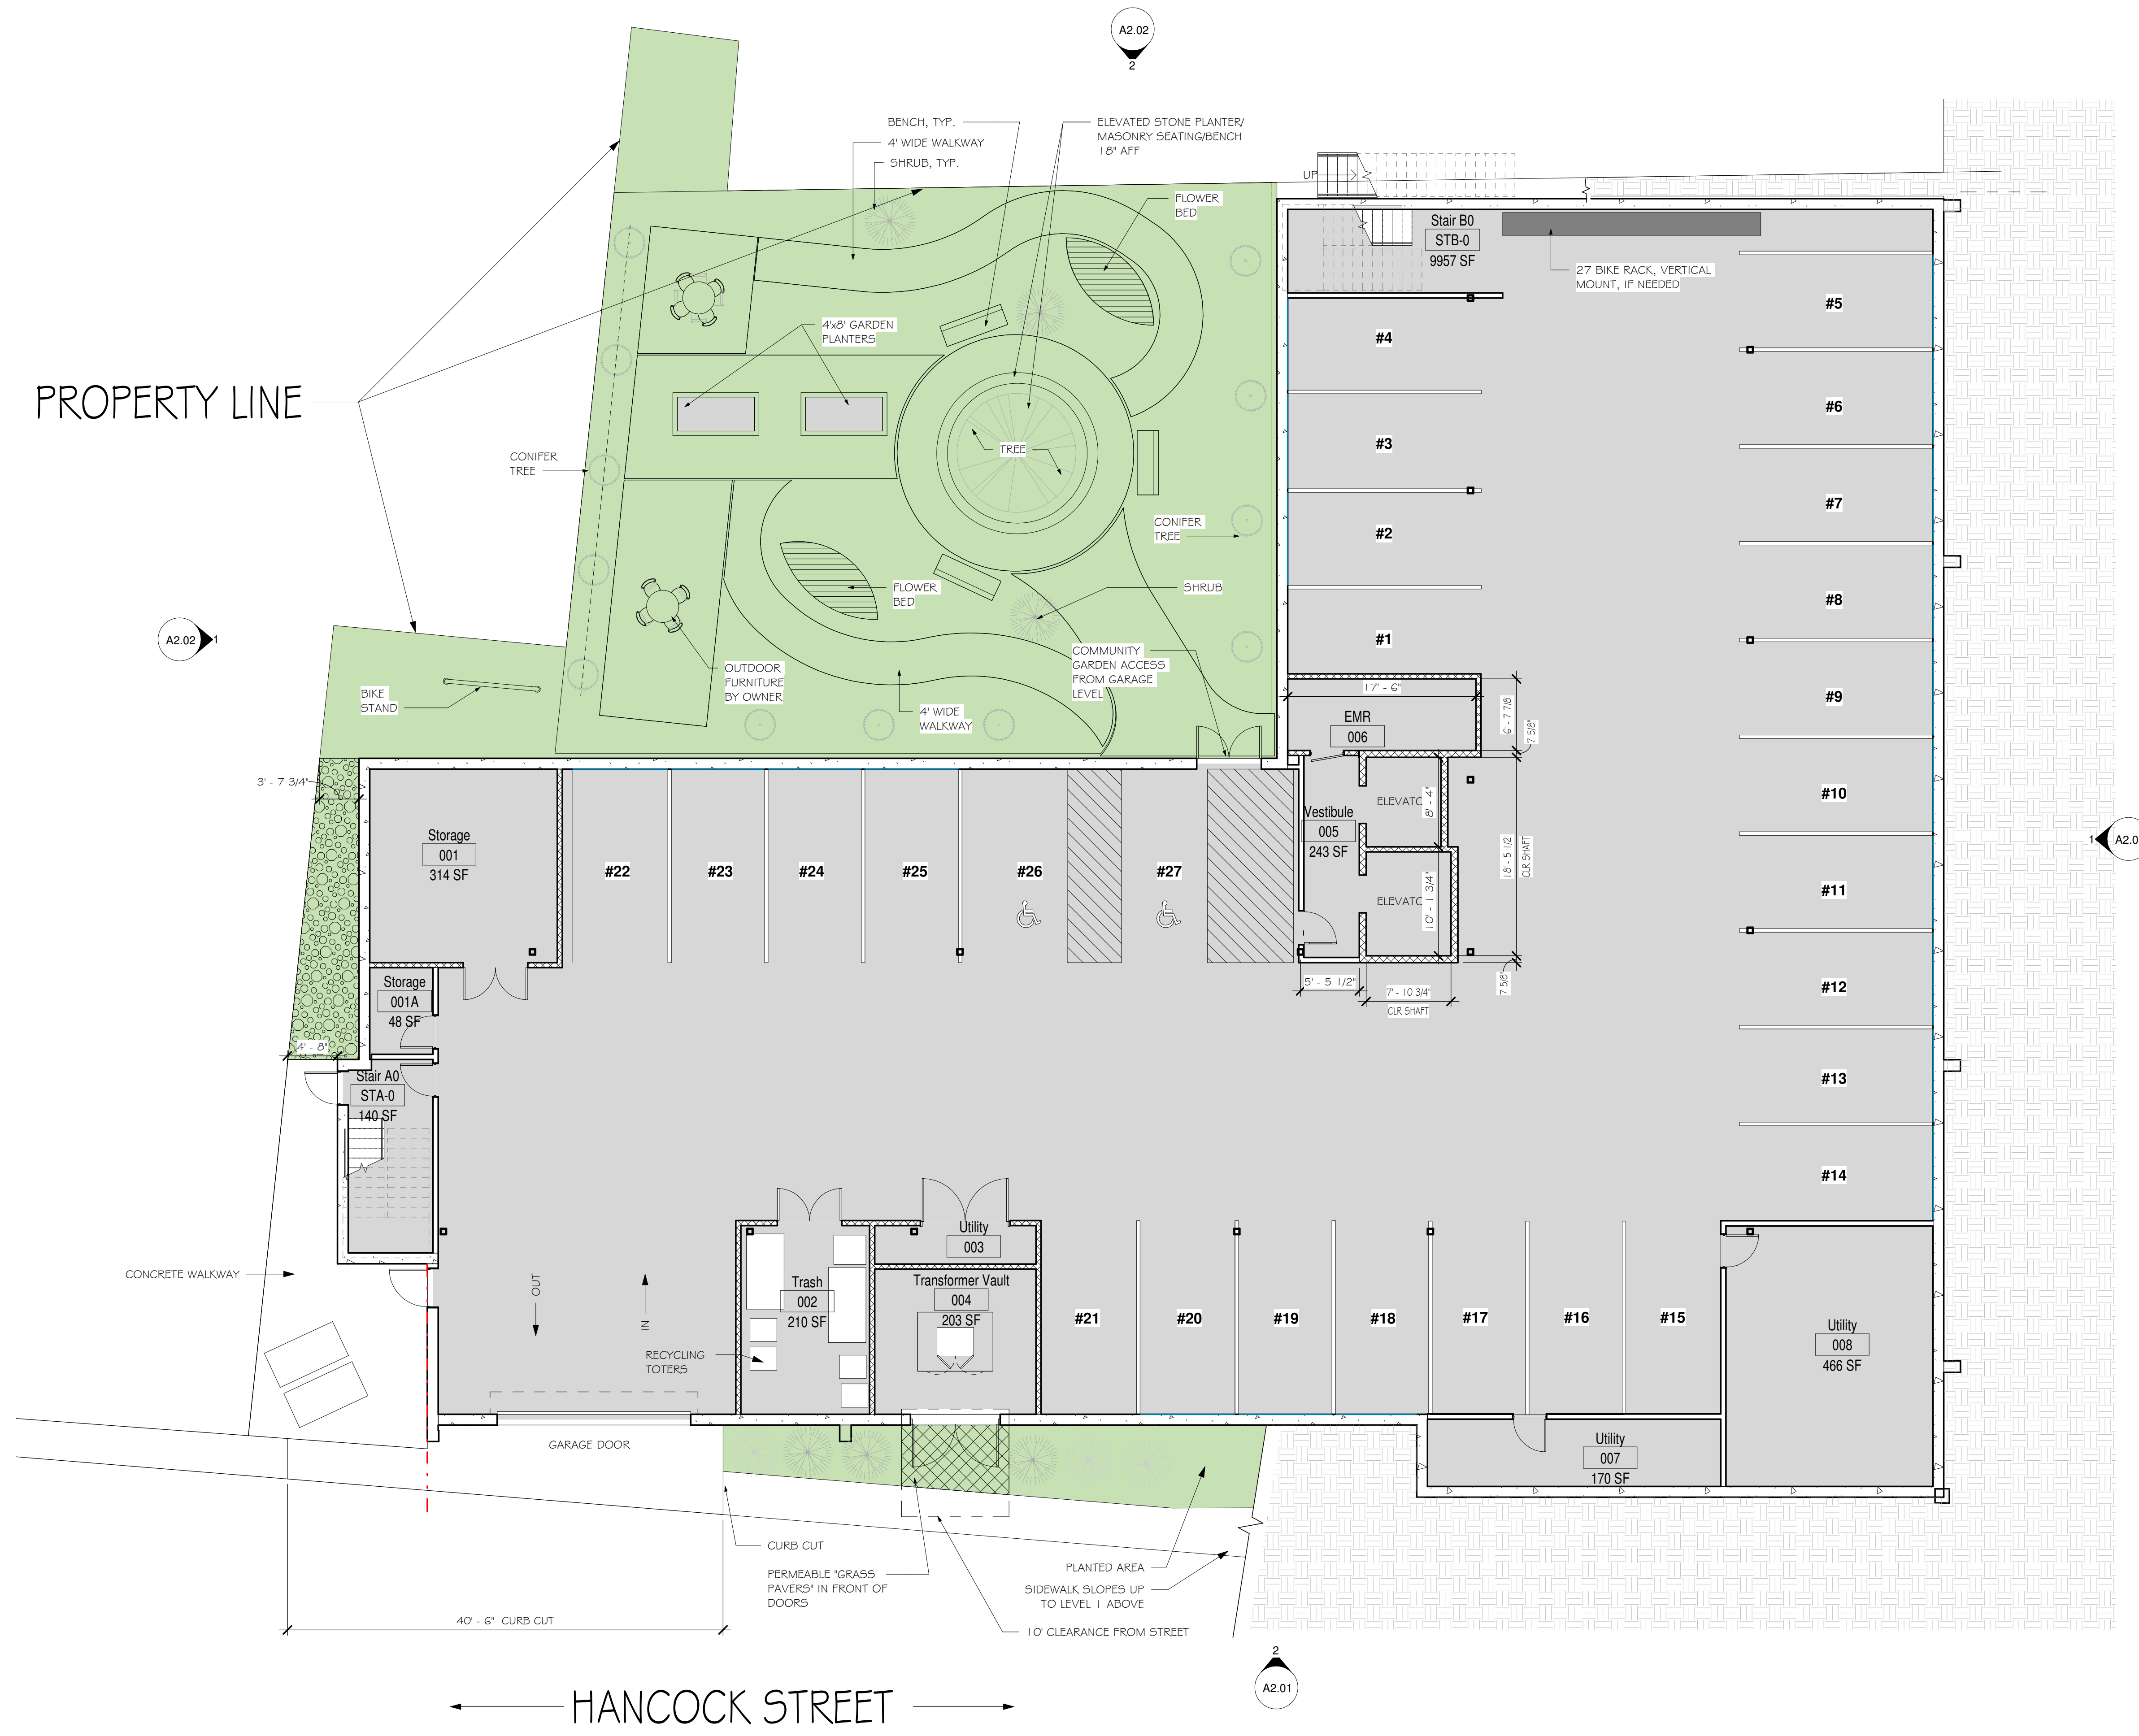 A2.02
2
BENCH, TYP.
4' WIDE WALKWAY
SHRUB, TYP.
ELEVATED STONE PLANTER/
MASONRY SEATING/BENCH
18" AFF
UP
FLOWER
BED
Stair B0
STB-0
9957 SF
27 BIKE RACK, VERTICAL
MOUNT, IF NEEDED
#5
4'x8' GARDEN
PLANTERS
#4
PROPERTY LINE
#6
#3
TREE
CONIFER
TREE
#7
CONIFER
TREE
#2
FLOWER
BED
SHRUB
#8
A2.02
1
#1
COMMUNITY
GARDEN ACCESS
FROM GARAGE
LEVEL
OUTDOOR
FURNITURE
BY OWNER
BIKE
STAND
4' WIDE
WALKWAY
17' - 6"
6' - 7 7/8"
7 5/8"
EMR
006
#9
3' - 7 3/4"
ELEVATO
8' - 4"
#10
Vestibule
005
243 SF
18' - 5 1/2"
CLR SHAFT
1
A2.0
Storage
001
314 SF
#22
#23
#24
#25
#26
#27
ELEVATO
10' - 1 3/4"
#11
5' - 5 1/2"
7' - 10 3/4"
CLR SHAFT
7 5/8"
#12
Storage
001A
48 SF
4' - 8"
Stair A0
STA-0
140 SF
#13
#14
CONCRETE WALKWAY
OUT
IN
Trash
002
210 SF
Utility
003
Transformer Vault
004
203 SF
RECYCLING
TOTERS
#21
#20
#19
#18
#17
#16
#15
Utility
008
466 SF
GARAGE DOOR
Utility
007
170 SF
CURB CUT
PERMEABLE "GRASS
PAVERS" IN FRONT OF
DOORS
PLANTED AREA
SIDEWALK SLOPES UP
TO LEVEL 1 ABOVE
40' - 6" CURB CUT
10' CLEARANCE FROM STREET
2
A2.01
HANCOCK STREET